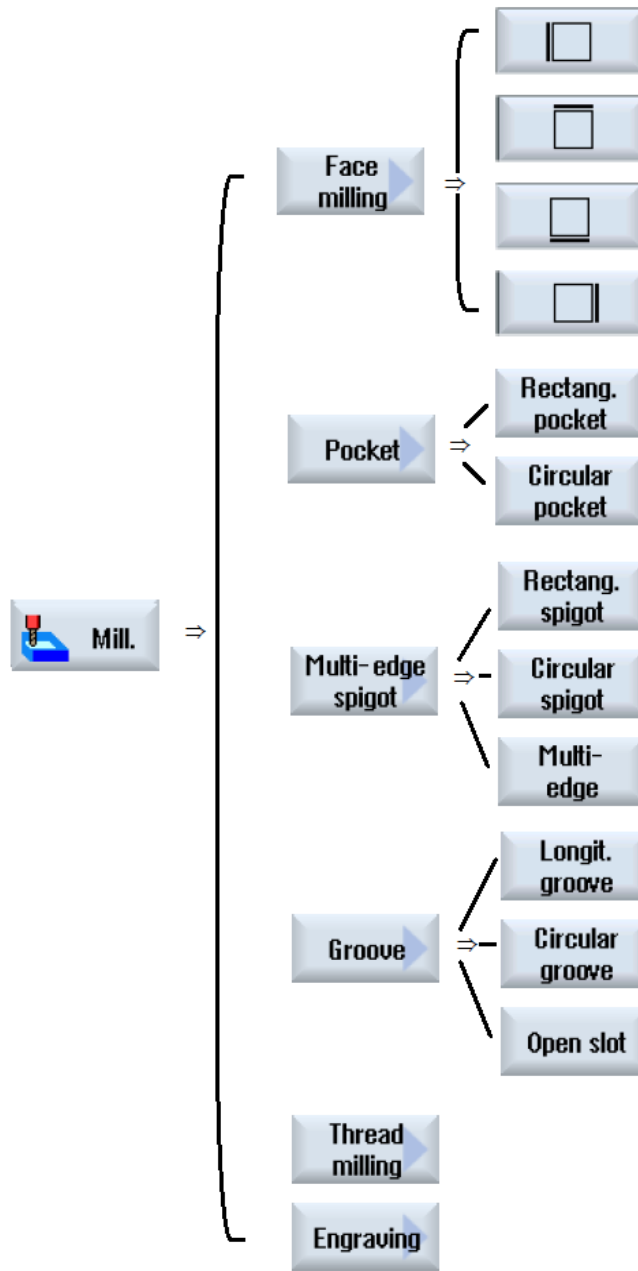 Face
milling
Rectang.
pocket
Pocket
Circular
pocket
Rectang.
spigot
Mill.
Multi-edge
spigot
Circular
spigot
Multi-
edge
Longit.
groove
Groove
Circular
groove
Open slot
Thread
milling
Engraving